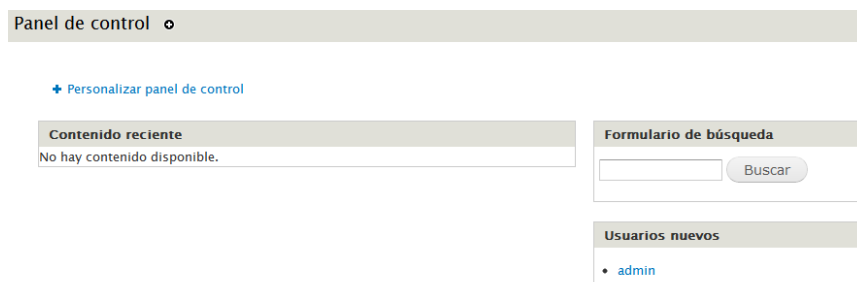 Panel de control
Personalizar panel de control
Contenido reciente
No hay contenido disponible.
Formulario de búsqueda
Buscar
Usuarios nuevos
admin